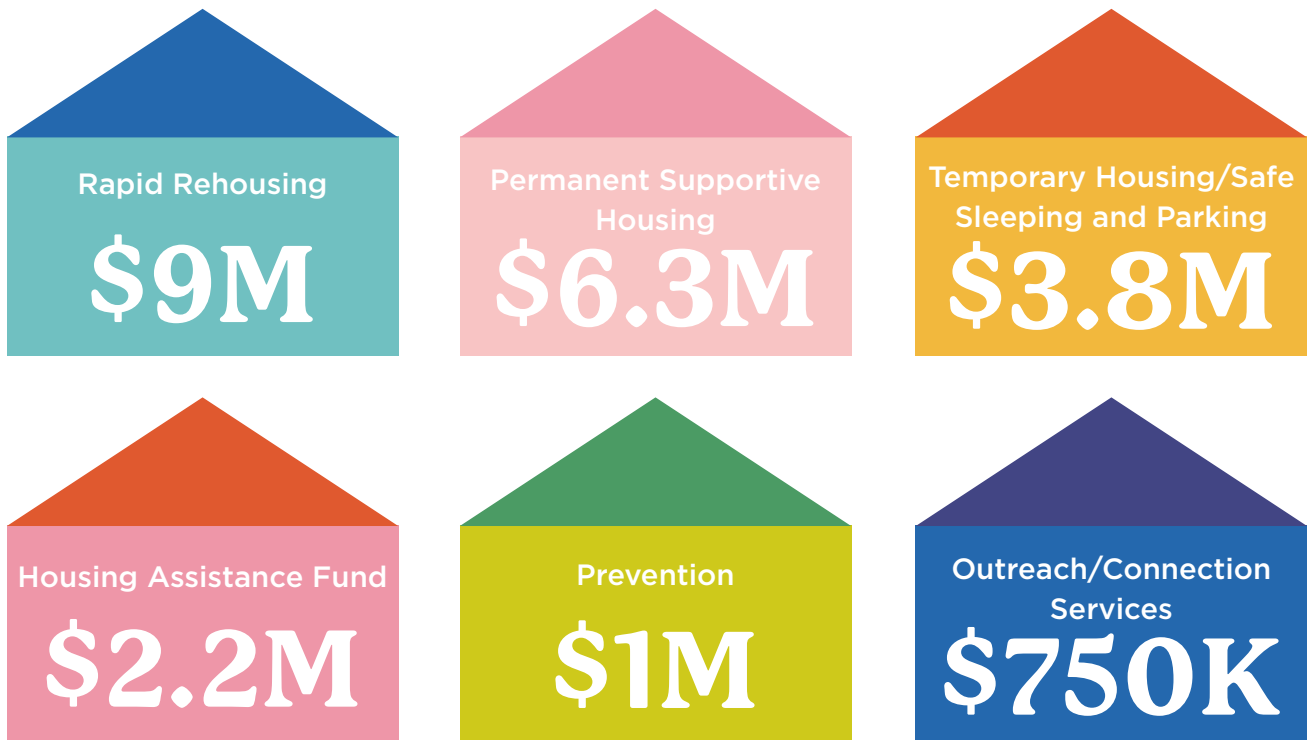 Rapid Rehousing
$9M
Permanent Supportive
Housing
$6.3M
Temporary Housing/Safe
Sleeping and Parking
$3.8M
Housing Assistance Fund
$2.2M
Prevention
$1M
Outreach/Connection
Services
$750K